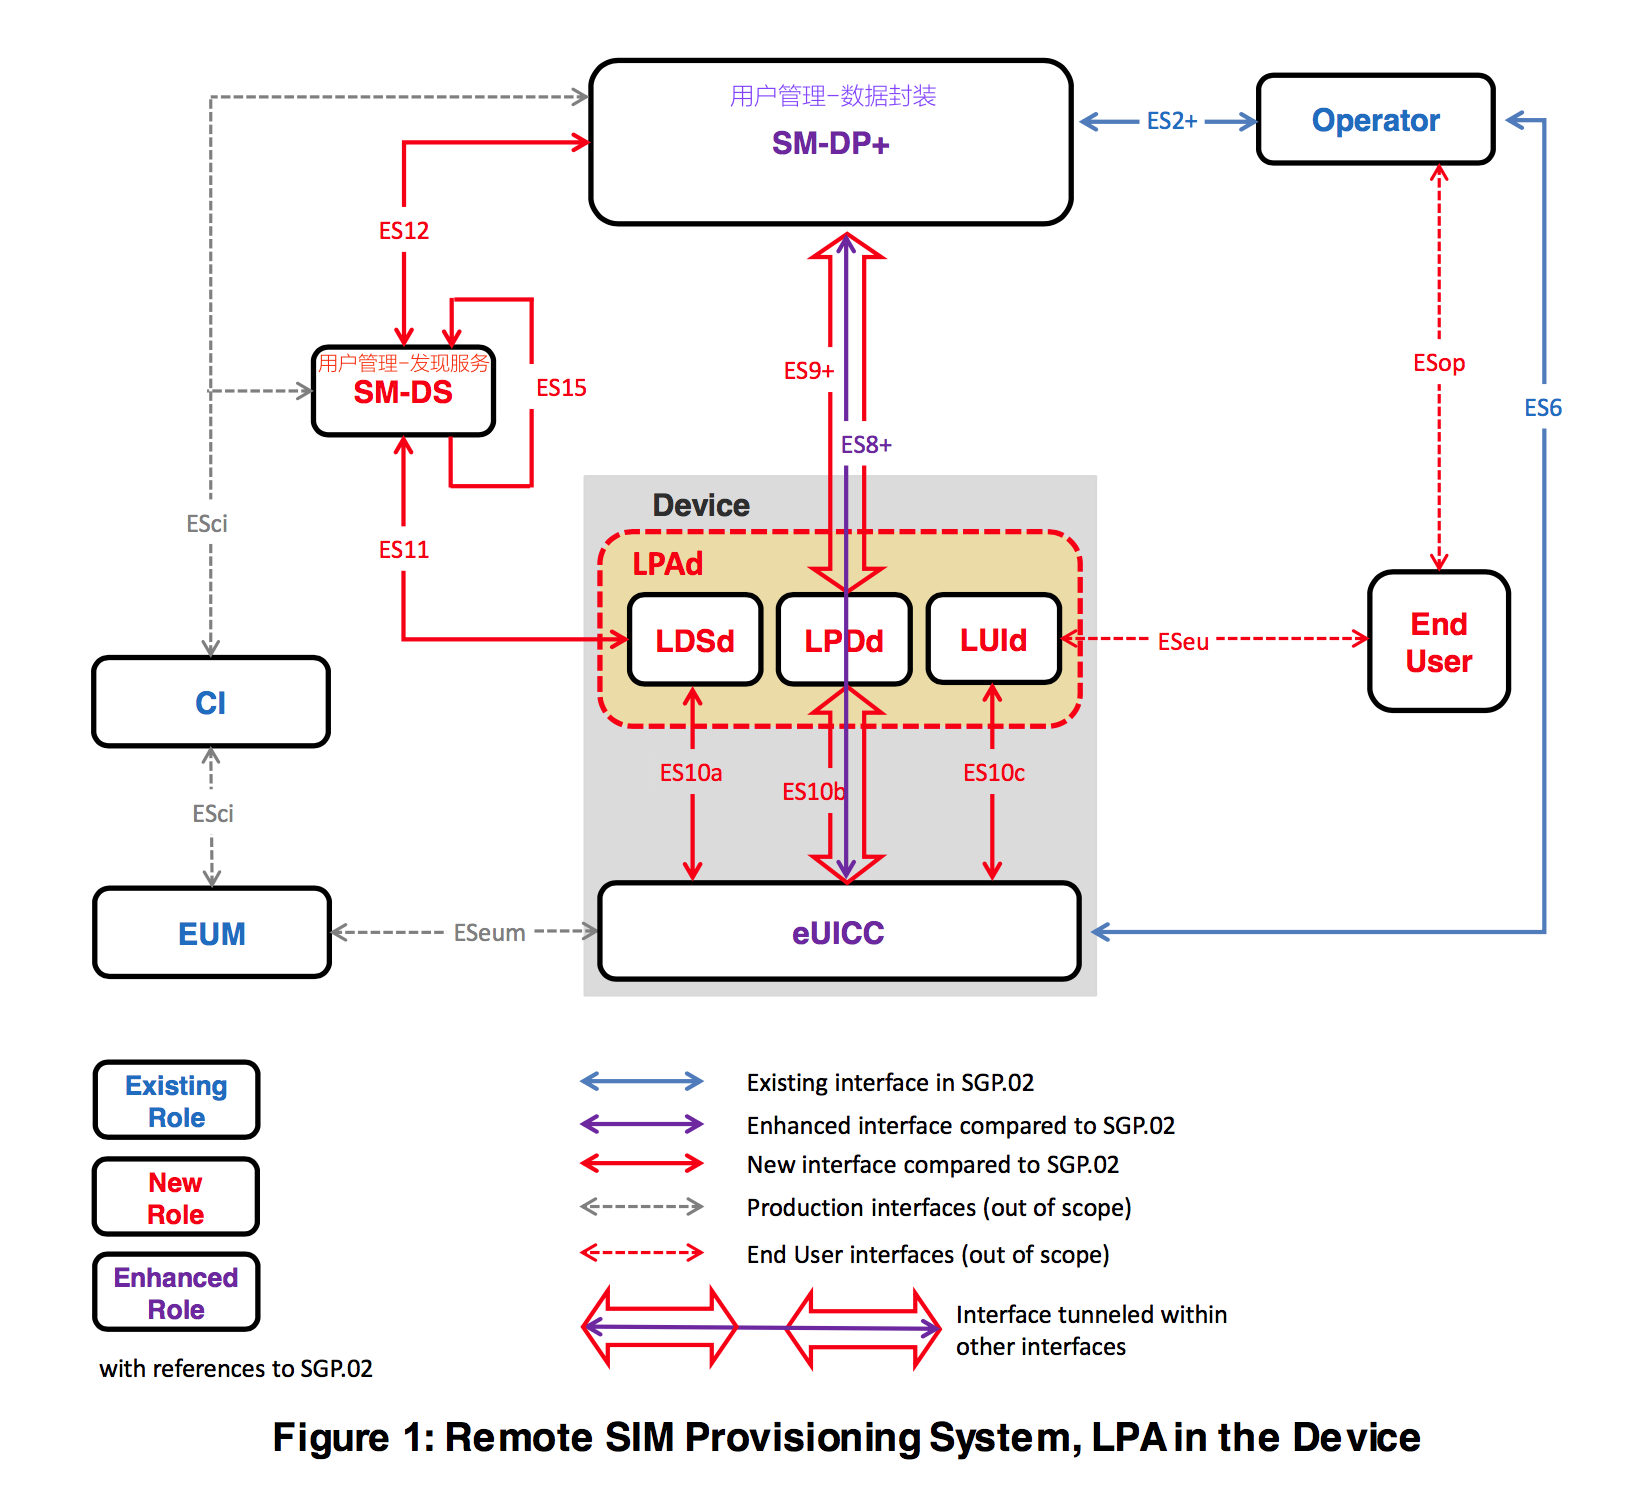 用户管理-数据封装
SM-DP+
ES2+
Operator
ES12
用户管理-发现服务
SM-DS
ES15
ES9+
ES8+
ESop
ES6
ESci
ES11
Device
LPAd
LDSd
LPDd
LUId
ESeu
End
User
CI
ES10a
ES10b
ES10c
ESci
EUM
ESeum
eUICC
Existing
Role
New
Role
Enhanced
Role
with references to SGP.02
Existing interface in SGP.02
Enhanced interface compared to SGP.02
New interface compared to SGP.02
Production interfaces (out of scope)
End User interfaces (out of scope)
Interface tunneled within
other interfaces
Figure 1: Remote SIM Provisioning System, LPA in the Device